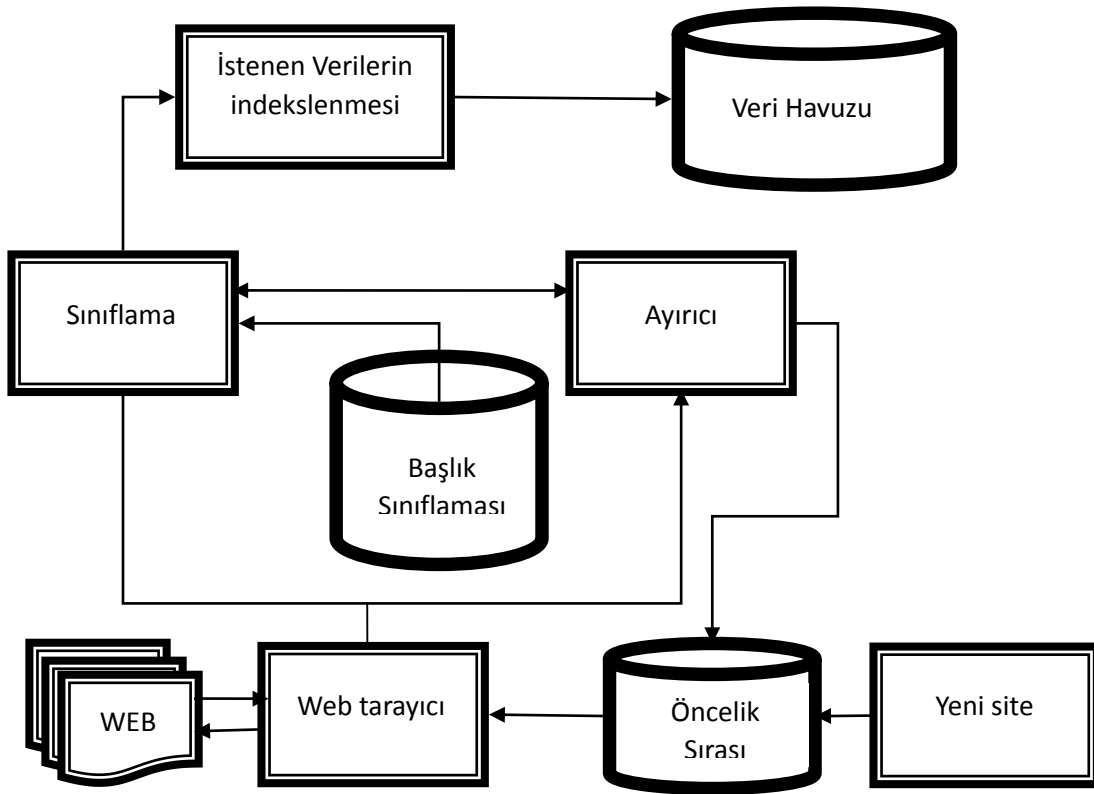 İstenen Verilerin
indekslenmesi
Veri Havuzu
Sınıflama
Ayırıcı
Başlık
Sınıflaması
WEB
Web tarayıcı
Öncelik
Sırası
Yeni site